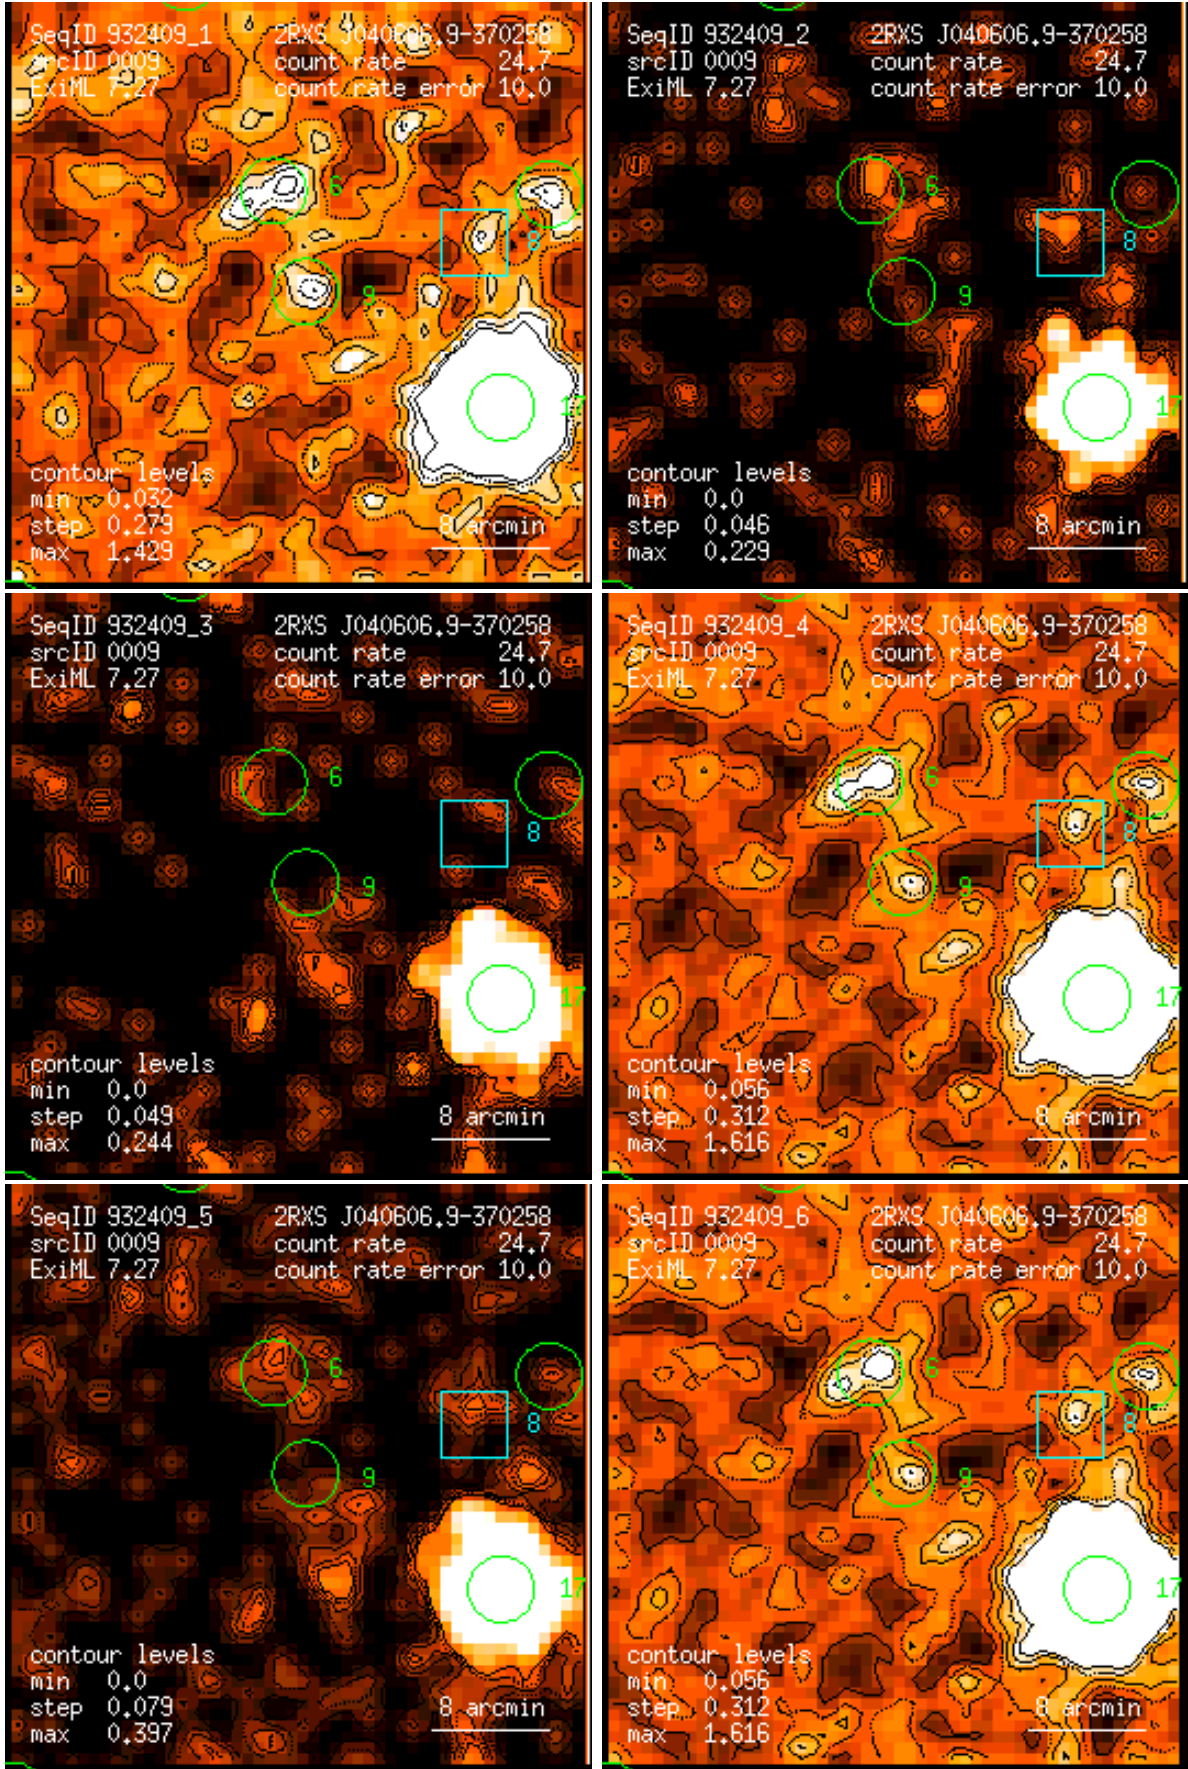 SeqID 932409_1 2RXS J040606.9-370258
srcID 0009 count rate 24.7
ExiML 7.27 count rate error 10.0
6
8
9
17
contour levels
min 0.032
step 0.279
max 1.429
8 arcmin
SeqID 932409_2 2RXS J040606.9-370258
srcID 0009 count rate 24.7
ExiML 7.27 count rate error 10.0
6
8
9
17
contour levels
min 0.0
step 0.046
max 0.229
8 arcmin
SeqID 932409_3 2RXS J040606.9-370258
srcID 0009 count rate 24.7
ExiML 7.27 count rate error 10.0
6
8
9
17
contour levels
min 0.0
step 0.049
max 0.244
8 arcmin
SeqID 932409_4 2RXS J040606.9-370258
srcID 0009 count rate 24.7
ExiML 7.27 count rate error 10.0
6
8
9
17
contour levels
min 0.056
step 0.312
max 1.616
8 arcmin
SeqID 932409_5 2RXS J040606.9-370258
srcID 0009 count rate 24.7
ExiML 7.27 count rate error 10.0
6
8
9
17
contour levels
min 0.0
step 0.079
max 0.397
8 arcmin
SeqID 932409_6 2RXS J040606.9-370258
srcID 0009 count rate 24.7
ExiML 7.27 count rate error 10.0
6
8
9
17
contour levels
min 0.056
step 0.312
max 1.616
8 arcmin